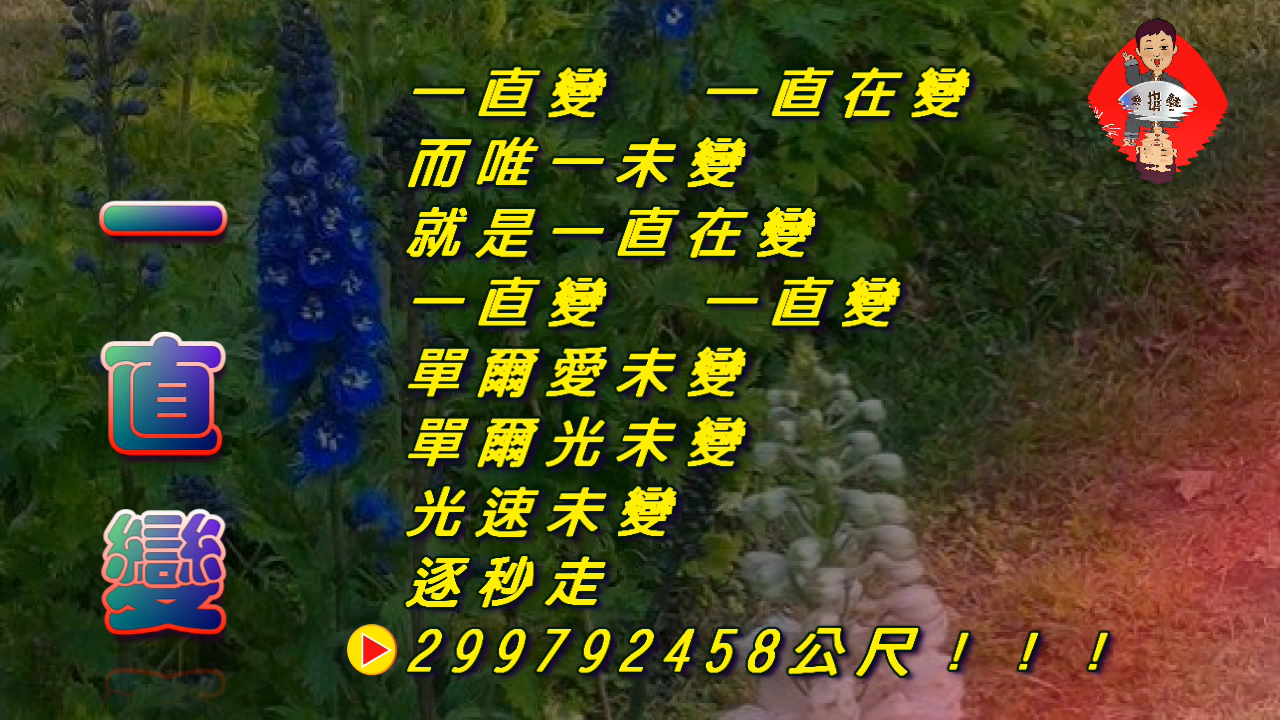 一直變
一直變　一直在變
而唯一未變
就是一直在變
一直變　一直變
單爾愛未變
單爾光未變
光速未變
逐秒走
299792458公尺！！！